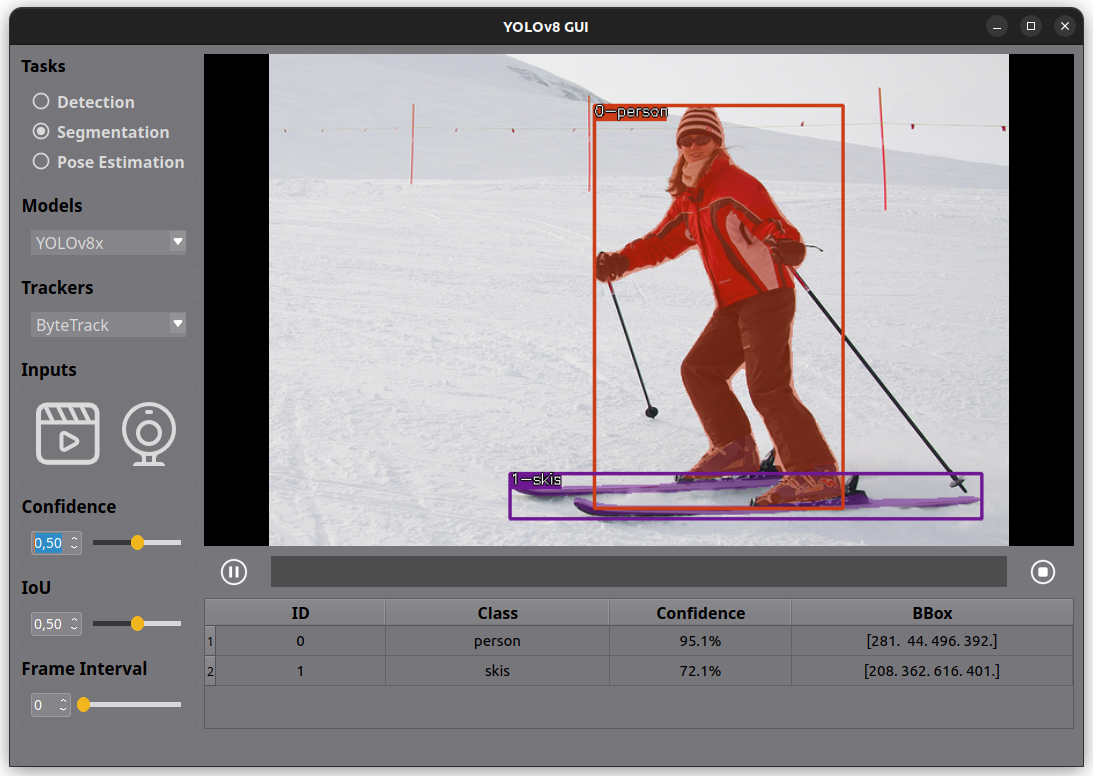 YOLOv8 GUI
Tasks
Detection
Segmentation
Pose Estimation
Models
YOLOv8x
Trackers
ByteTrack
Inputs
Confidence
0,50
IoU
0,50
Frame Interval
0
0-person
1-skis
ID Class Confidence BBox
1 0 person 95.1% [281. 44. 496. 392.]
2 1 skis 72.1% [208. 362. 616. 401.]